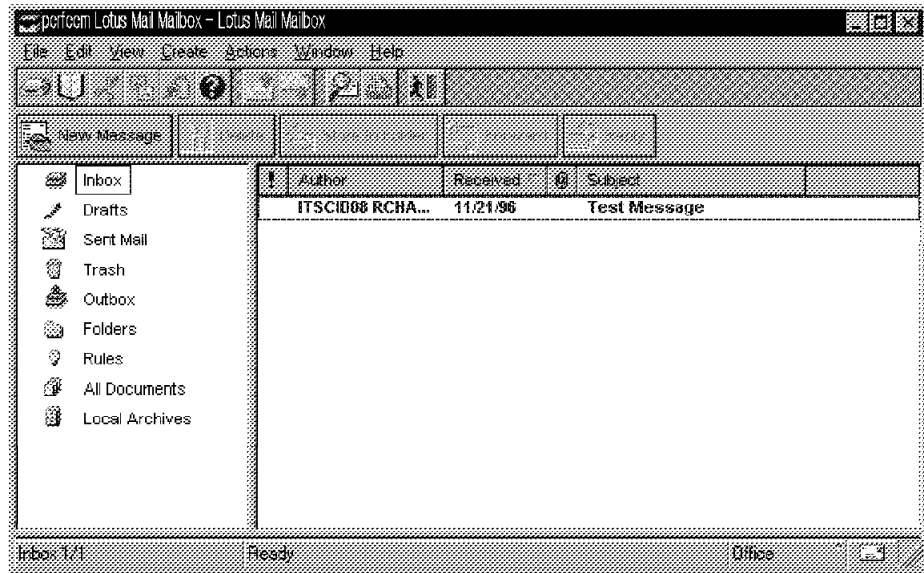 perfecm Lotus Mail Mailbox - Lotus Mail Mailbox
File Edit View Create Actions Window Help
New Message Delete
Inbox
Drafts
Sent Mail
Trash
Outbox
Folders
Rules
All Documents
Local Archives
! Author Received Subject
ITSCID08 RCHA... 11/21/96 Test Message
Inbox 1/1 Ready Office